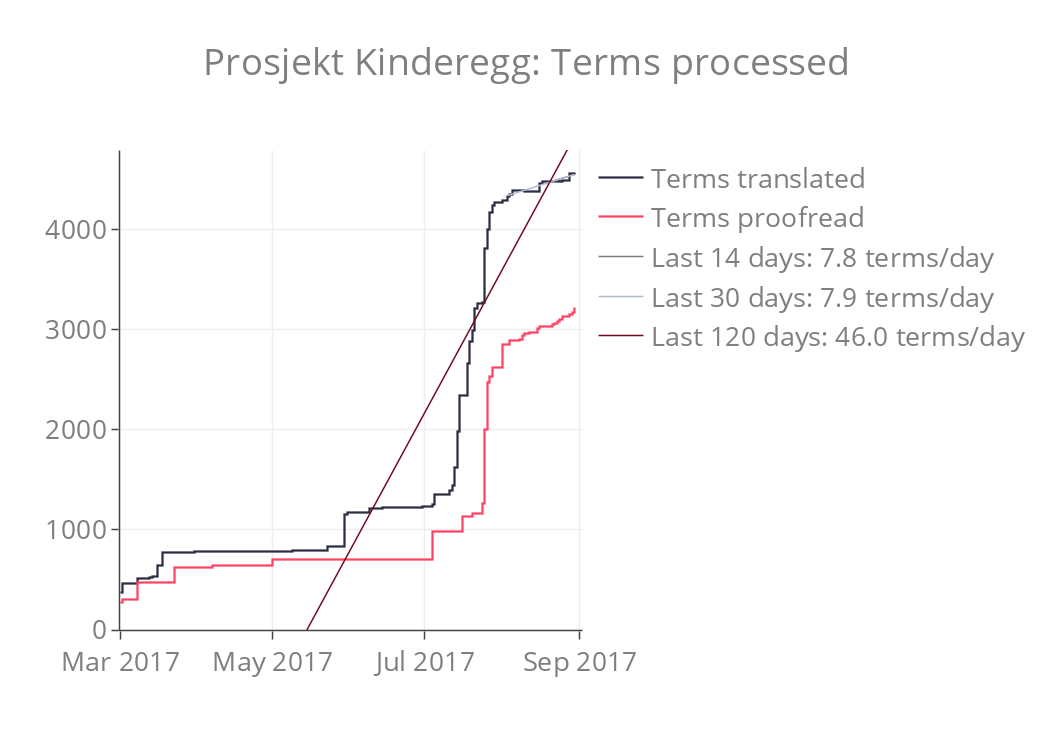 Prosjekt Kinderegg: Terms processed
Terms translated
Terms proofread
Last 14 days: 7.8 terms/day
Last 30 days: 7.9 terms/day
Last 120 days: 46.0 terms/day
4000
3000
2000
1000
0
Mar 2017 May 2017 Jul 2017 Sep 2017